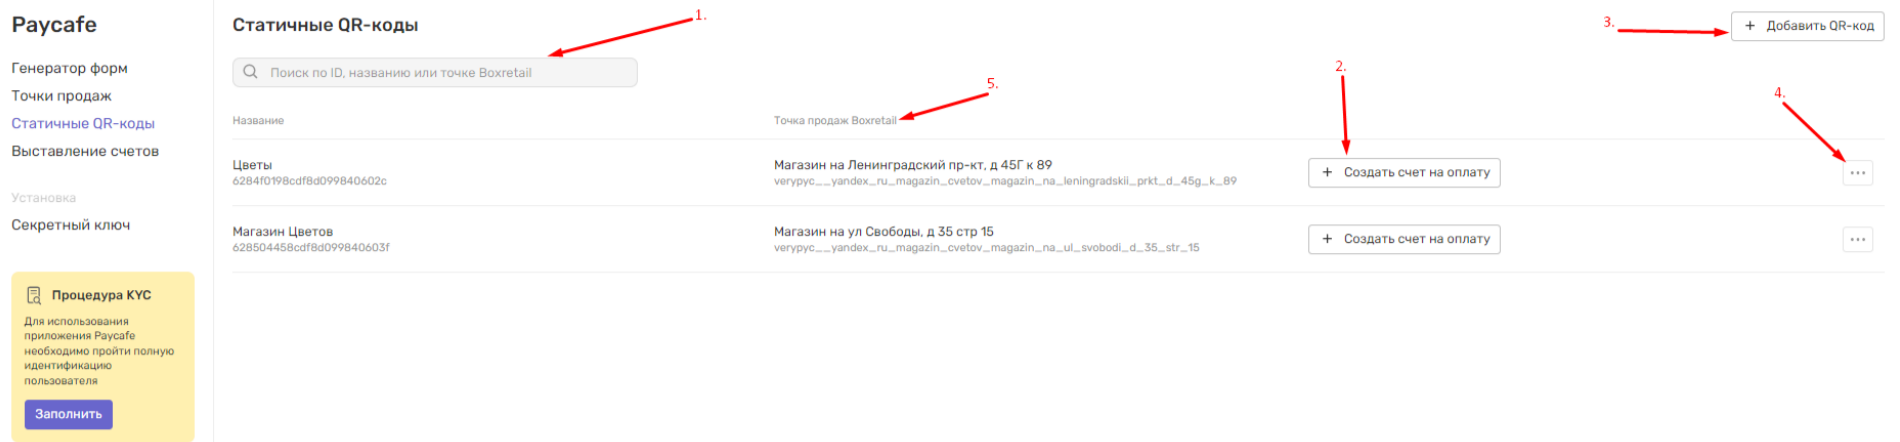 Paycafe
Генератор форм
Точки продаж
Статичные QR-коды
Выставление счетов
Установка
Секретный ключ
Процедура KYC
Для использования
приложения Paycafe
необходимо пройти полную
идентификацию
пользователя
Заполнить
Статичные QR-коды
1.
3.
+ Добавить QR-код
Поиск по ID, названию или точке Boxretail
5.
2.
4.
Название
Точка продаж Boxretail
Цветы
6284f0198cdf8d099840602c
Магазин на Ленинградский пр-кт, д 45Г к 89
verypyc__yandex_ru_magazin_cvetov_magazin_na_leningradskii_prkt_d_45g_k_89
+ Создать счет на оплату
...
Магазин Цветов
628504458cdf8d099840603f
Магазин на ул Свободы, д 35 стр 15
verypyc__yandex_ru_magazin_cvetov_magazin_na_ul_svobodi_d_35_str_15
+ Создать счет на оплату
...